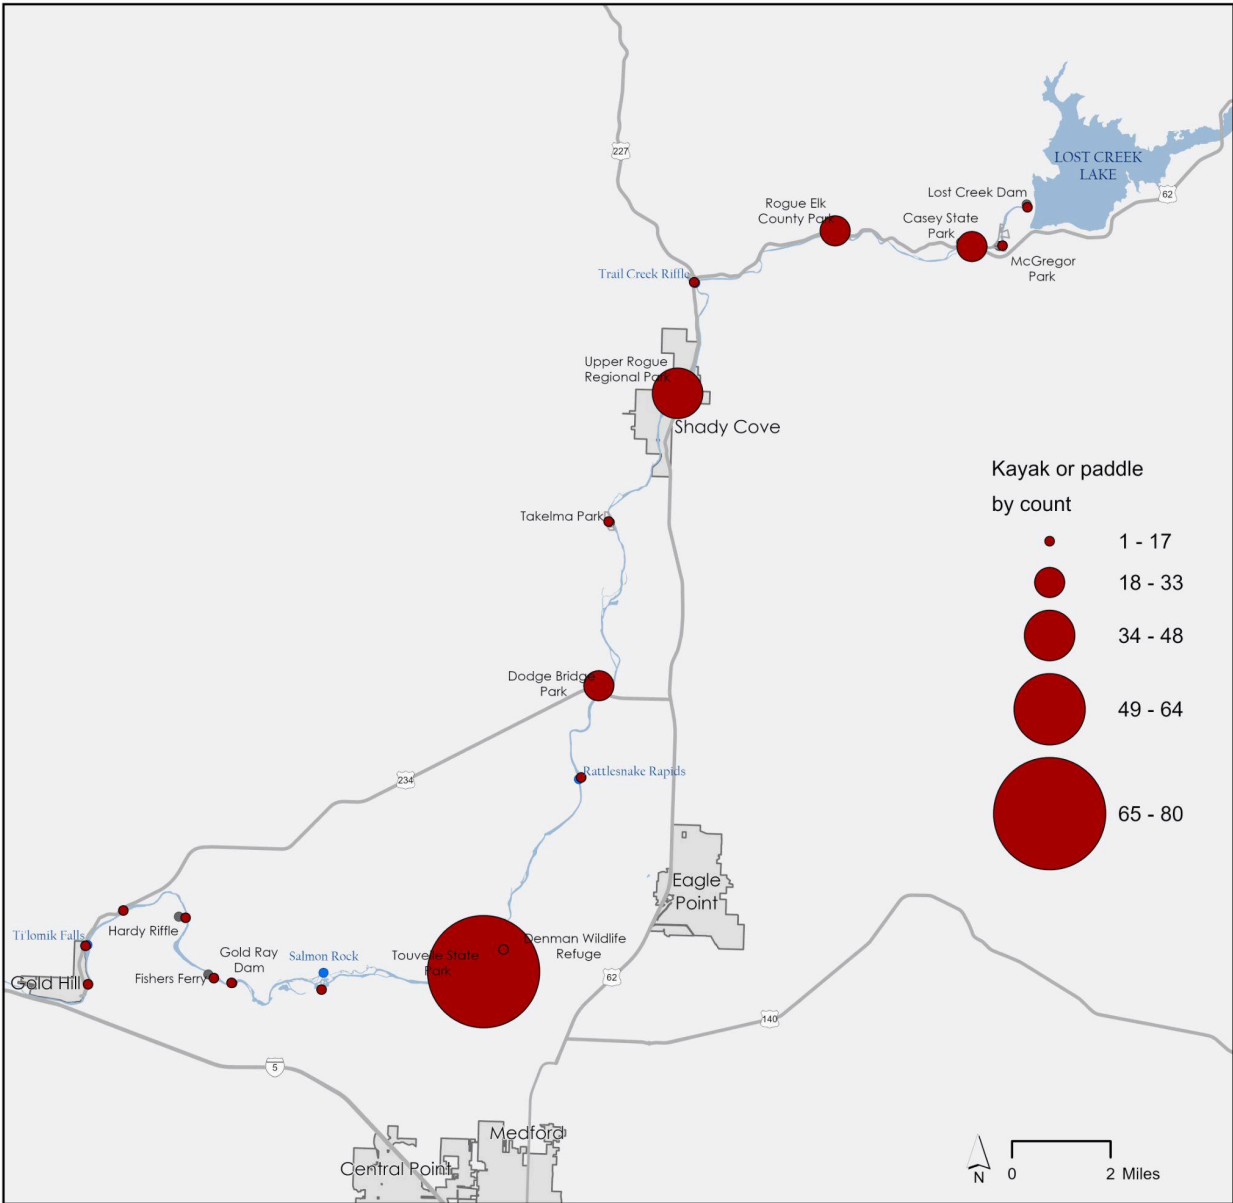 227
LOST CREEK
LAKE
62
Lost Creek Dam
Rogue Elk
County Park
Casey State
Park
McGregor
Park
Trail Creek Riffle
Upper Rogue
Regional Park
Shady Cove
Kayak or paddle
by count
1 - 17
18 - 33
34 - 48
49 - 64
65 - 80
Takelma Park
Dodge Bridge
Park
234
Rattlesnake Rapids
Eagle
Point
Ti'lomik Falls
Hardy Riffle
Gold Ray
Dam
Salmon Rock
Touvelle State
Park
Denman Wildlife
Refuge
Gold Hill
Fishers Ferry
62
140
5
Medford
Central Point
N
0 2 Miles